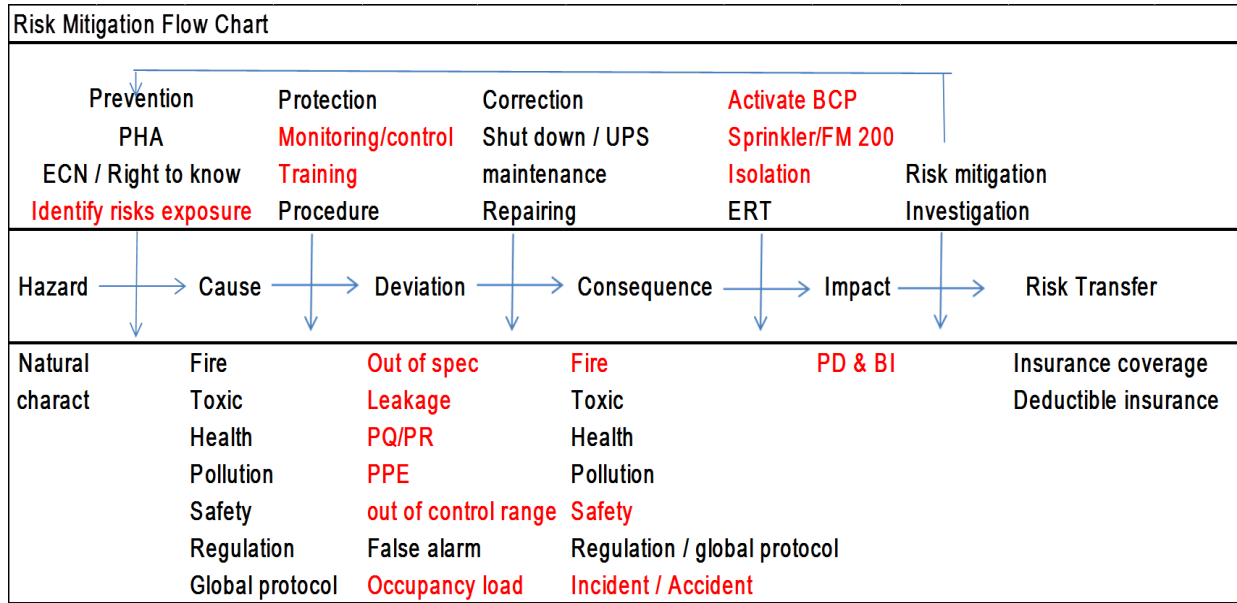 Risk Mitigation Flow Chart
Prevention Protection Correction Activate BCP
PHA Monitoring/control Shut down / UPS Sprinkler/FM 200
ECN / Right to know Training maintenance Isolation Risk mitigation
Identify risks exposure Procedure Repairing ERT Investigation
Hazard Cause Deviation Consequence Impact Risk Transfer
Natural Fire Out of spec Fire PD & BI Insurance coverage
charact Toxic Leakage Toxic Deductible insurance
Health PQ/PR Health
Pollution PPE Pollution
Safety out of control range Safety
Regulation False alarm Regulation / global protocol
Global protocol Occupancy load Incident / Accident